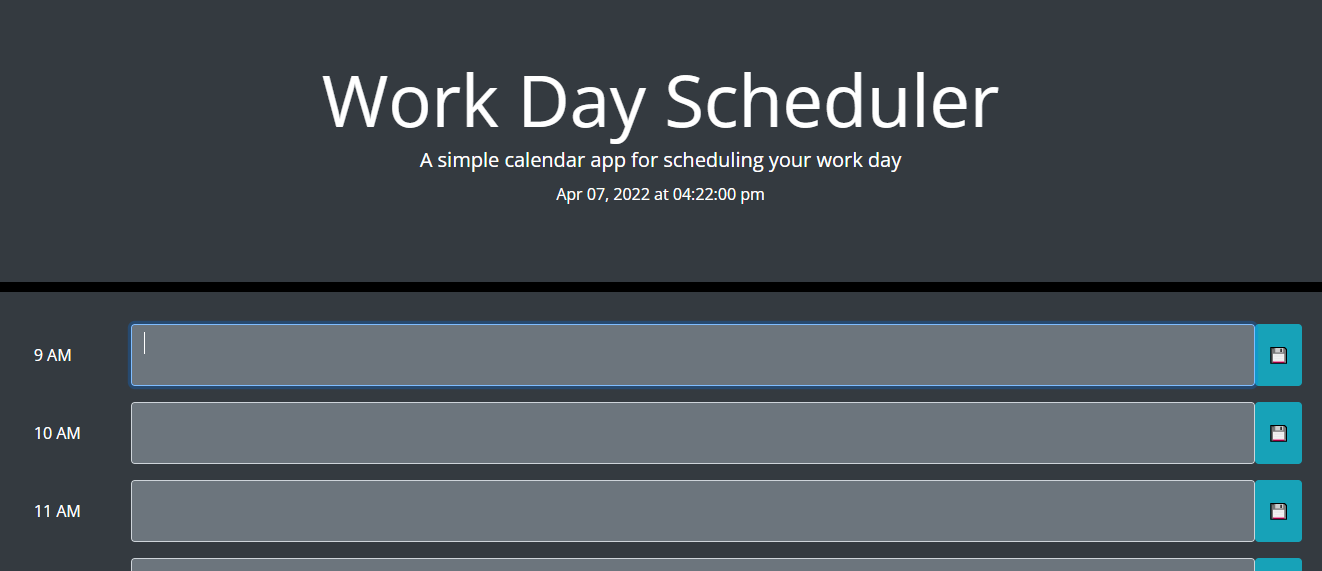 Work Day Scheduler
A simple calendar app for scheduling your work day
Apr 07, 2022 at 04:22:00 pm
9 AM
10 AM
11 AM